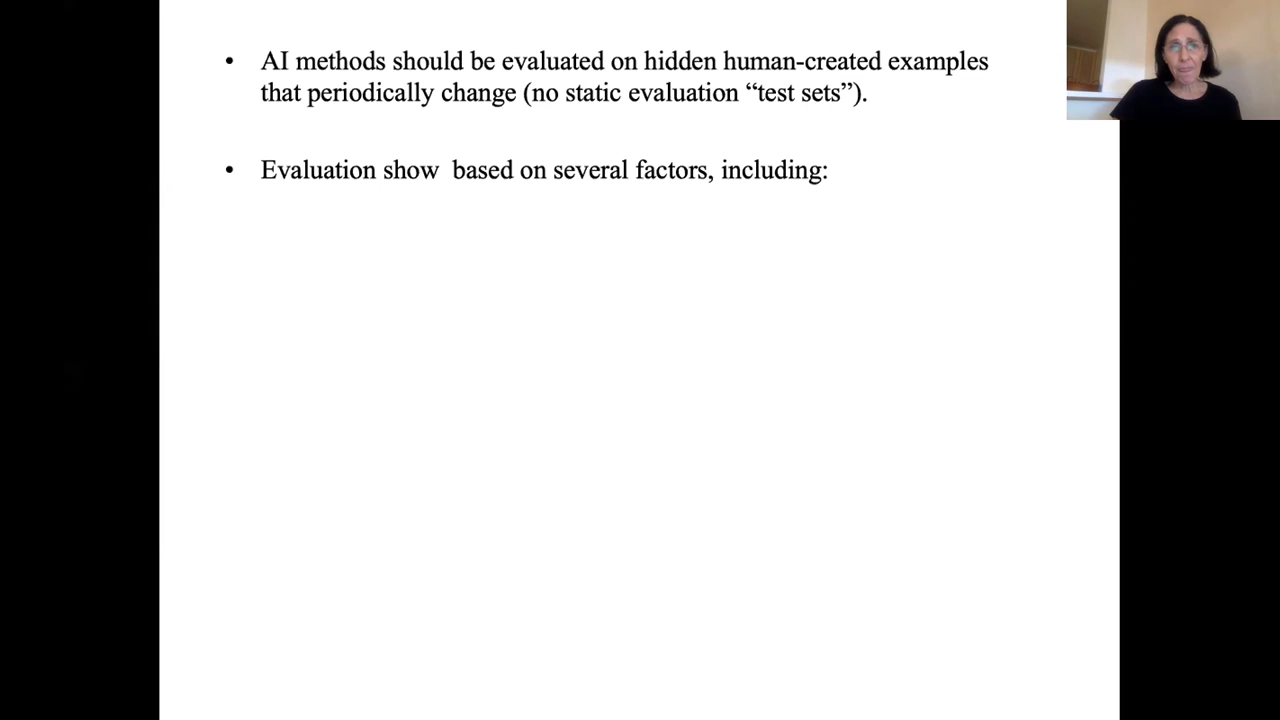 • AI methods should be evaluated on hidden human-created examples
that periodically change (no static evaluation “test sets”).
• Evaluation show  based on several factors, including: